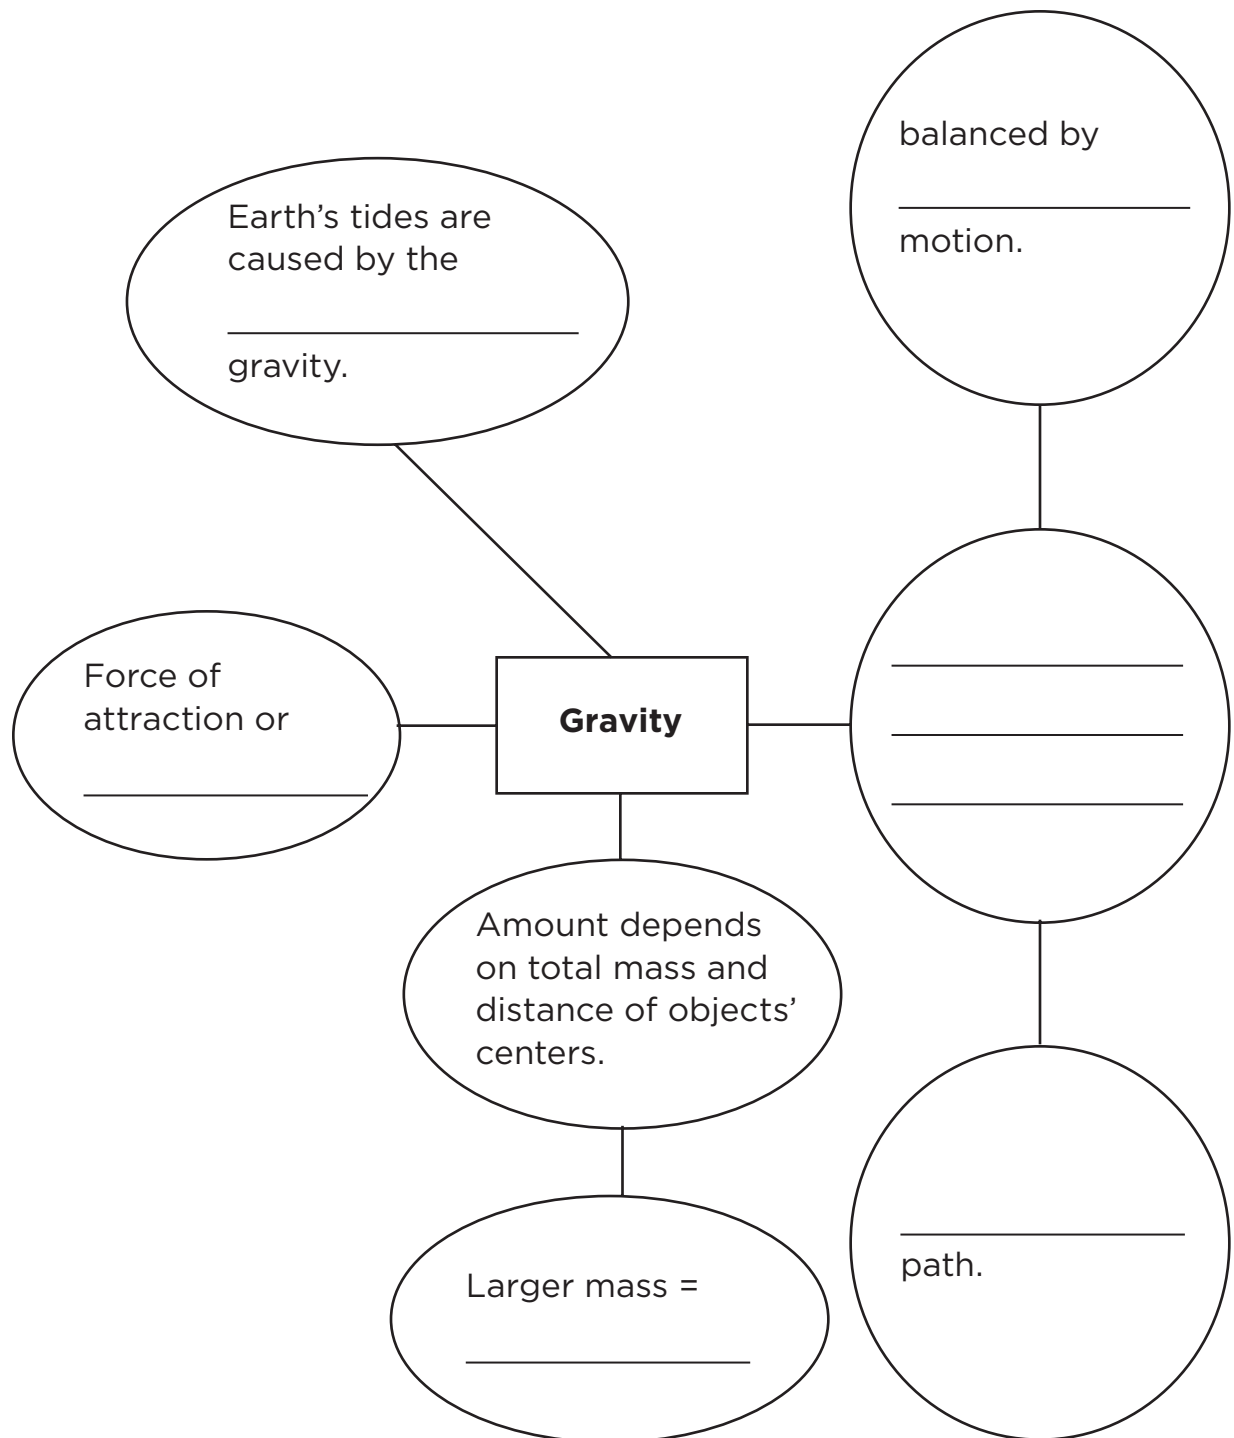 balanced by
motion.
Earth’s tides are
caused by the
gravity.
Force of
attraction or
Gravity
Amount depends
on total mass and
distance of objects’
centers.
Larger mass =
path.